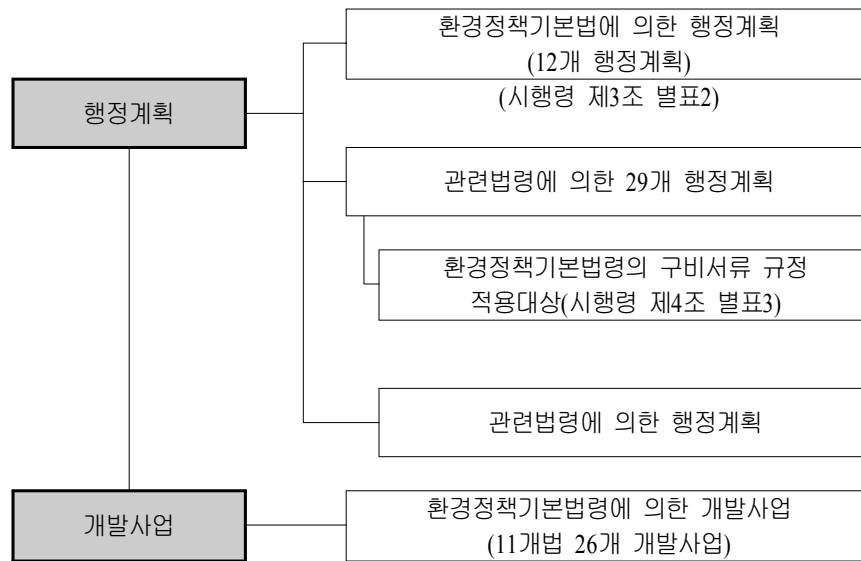 환경정책기본법에 의한 행정계획
(12개 행정계획)
(시행령 제3조 별표2)
행정계획
관련법령에 의한 29개 행정계획
환경정책기본법령의 구비서류 규정
적용대상(시행령 제4조 별표3)
관련법령에 의한 행정계획
개발사업
환경정책기본법령에 의한 개발사업
(11개법 26개 개발사업)